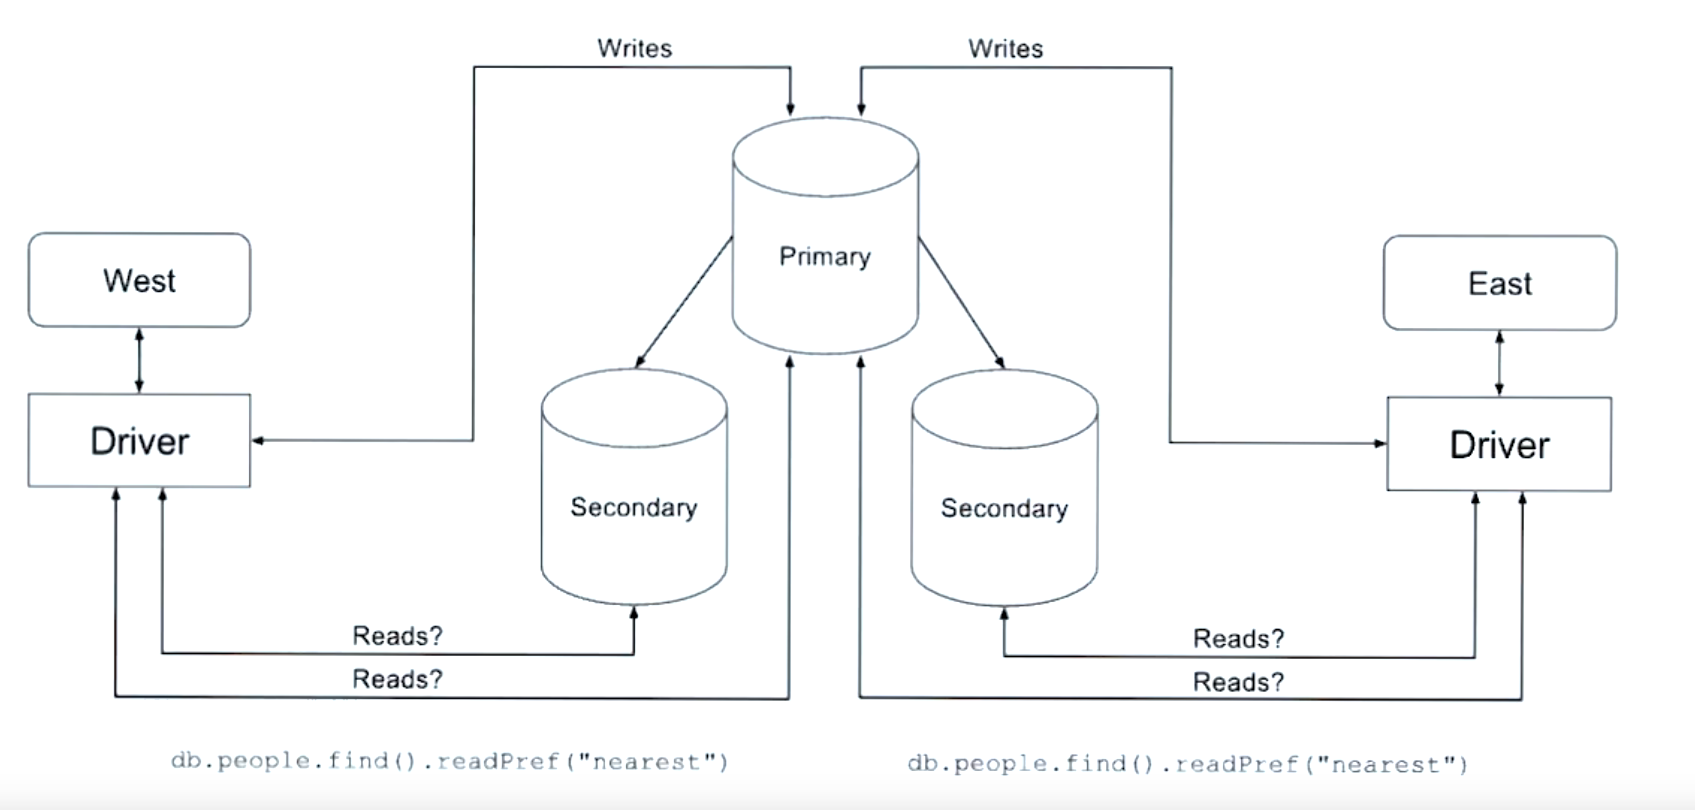 Writes
Writes
Primary
West
East
Driver
Driver
Secondary
Secondary
Reads?
Reads?
Reads?
Reads?
db.people.find().readPref("nearest")
db.people.find().readPref("nearest")